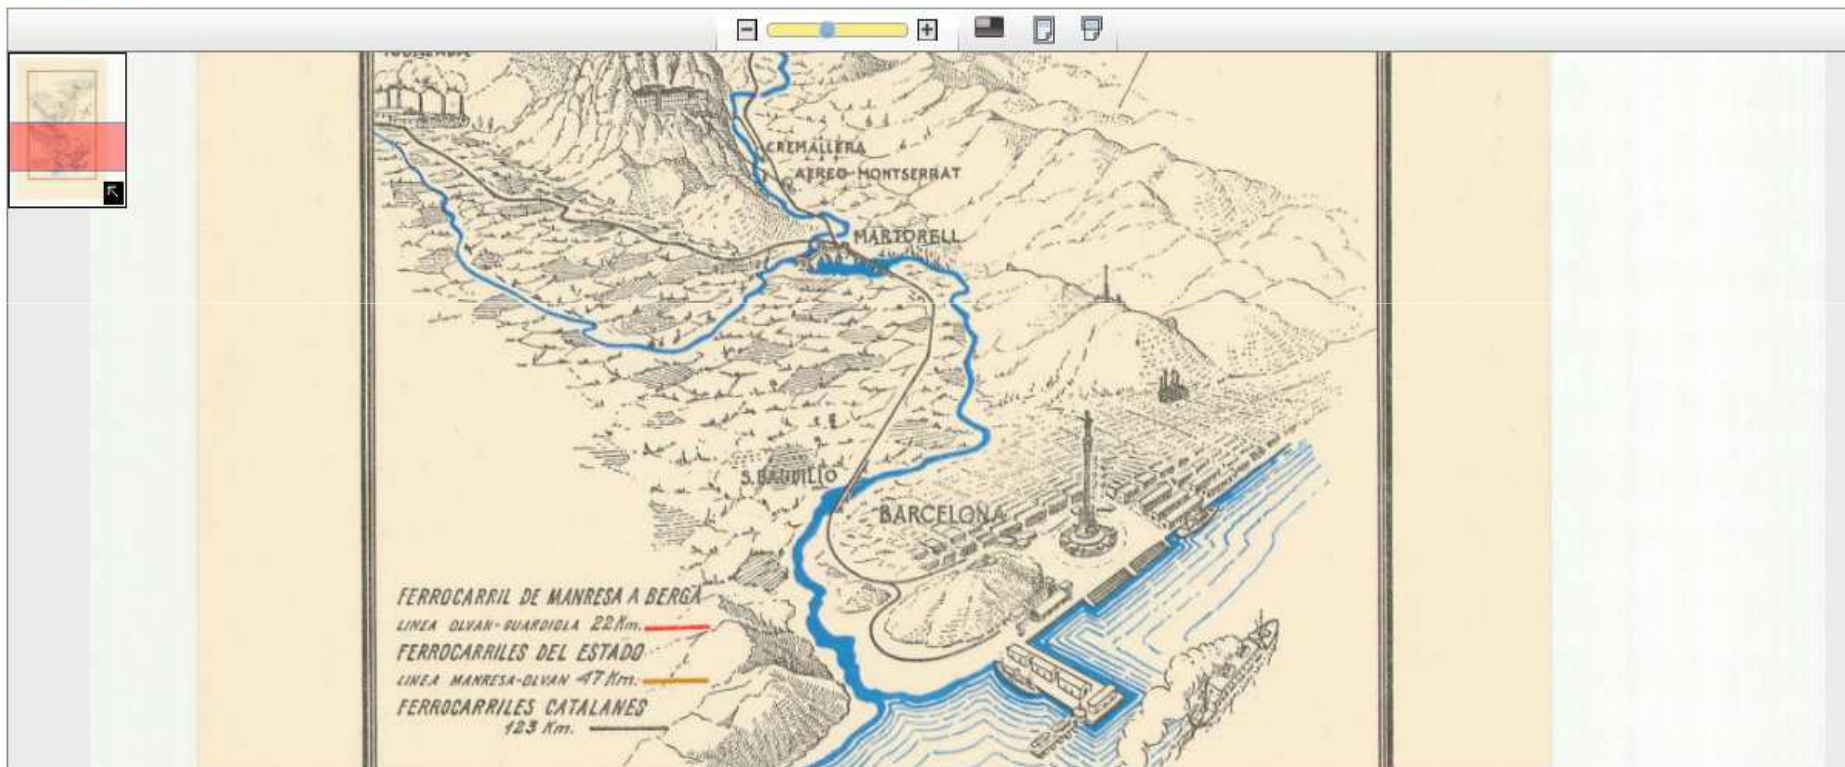 CREMALLERA
AEREO-MONTSERRAT
MARTORELL
S. BAUDILIO
BARCELONA
FERROCARRIL DE MANRESA A BERGA
LINEA OLVAN-GUARDIOLA 22 Km.
FERROCARRILES DEL ESTADO
LINEA MANRESA-OLVAN 47 Km.
FERROCARRILES CATALANES
123 Km.